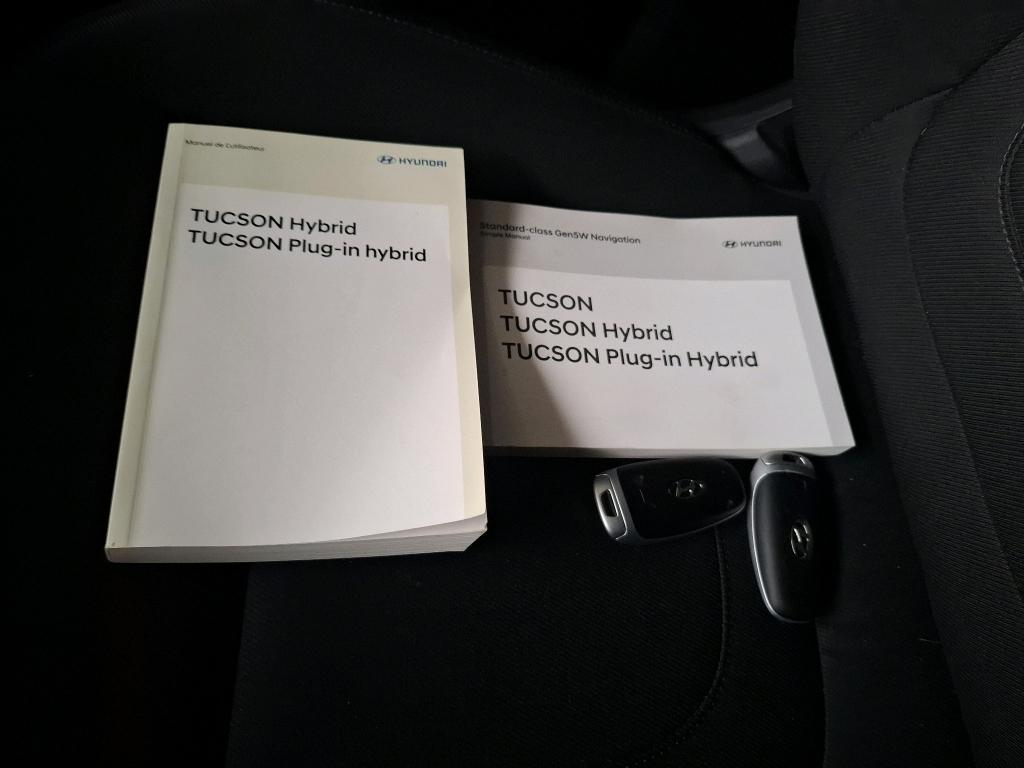 Manuel de L'utilisateur
HYUNDAI
TUCSON Hybrid
TUCSON Plug-in hybrid
Standard-class Gen5W Navigation
Simple Manual
HYUNDAI
TUCSON
TUCSON Hybrid
TUCSON Plug-in Hybrid